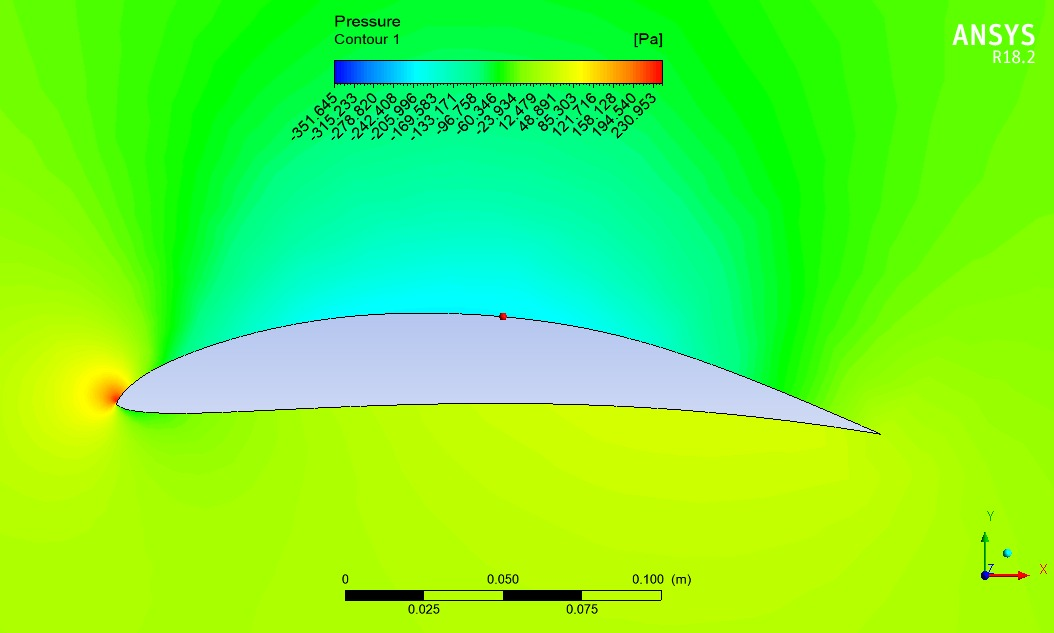 Pressure
Contour 1 [Pa]
ANSYS
R18.2
-351.645
-315.233
-278.820
-242.408
-205.996
-169.583
-133.171
-96.758
-60.346
-23.934
12.479
48.891
85.303
121.716
158.128
194.540
230.953
Y
Z X
0 0.050 0.100 (m)
0.025 0.075